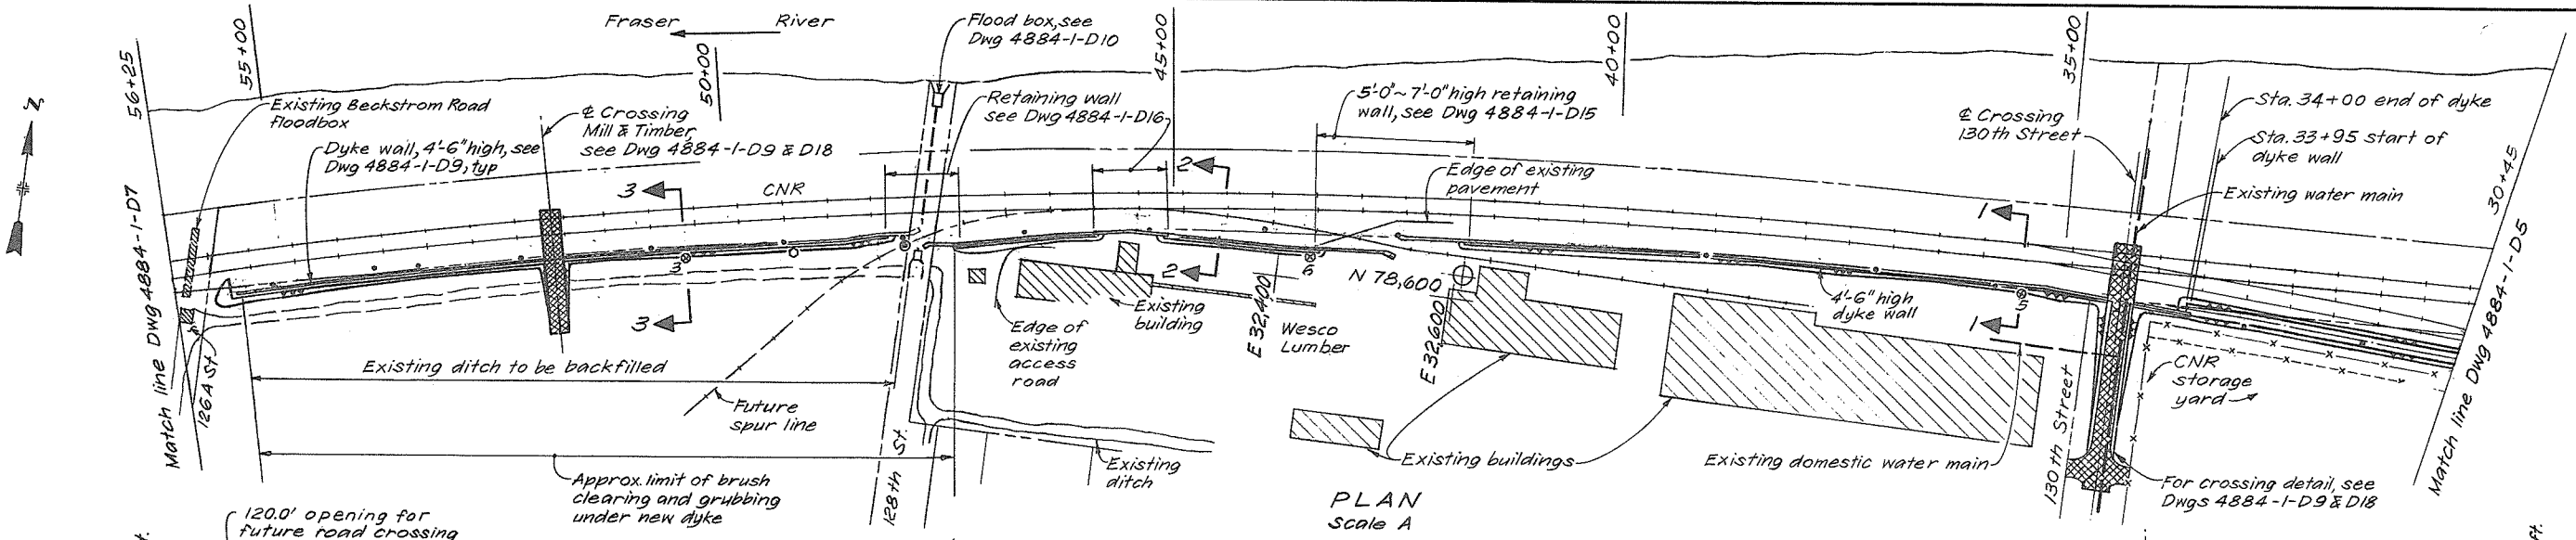 Fraser River
Flood box, see
Dwg 4884-1-D10
56+25
55+00
50+00
45+00
40+00
35+00
30+45
N
Existing Beckstrom Road
floodbox
℄ Crossing
Mill & Timber,
see Dwg 4884-1-D9 & D18
Retaining wall
see Dwg 4884-1-D16
5'-0"~7'-0" high retaining
wall, see Dwg 4884-1-D15
℄ Crossing
130th Street
Sta. 34+00 end of dyke
Sta. 33+95 start of
dyke wall
Dyke wall, 4'-6" high, see
Dwg 4884-1-D9, typ
CNR
3
2
Edge of existing
pavement
1
Existing water main
Match line Dwg 4884-1-D7
3
3
2
6
E 32,400
N 78,600
E 32,600
4'-6" high
dyke wall
5
1
Match line Dwg 4884-1-D5
Existing
building
Edge of
existing
access
road
Wesco
Lumber
126A St.
Existing ditch to be backfilled
Future
spur line
CNR
storage
yard
130th Street
128th St.
Approx. limit of brush
clearing and grubbing
under new dyke
Existing
ditch
Existing buildings
Existing domestic water main
For crossing detail, see
Dwgs 4884-1-D9 & D18
PLAN
Scale A
120.0' opening for
future road crossing
ft.
ft.